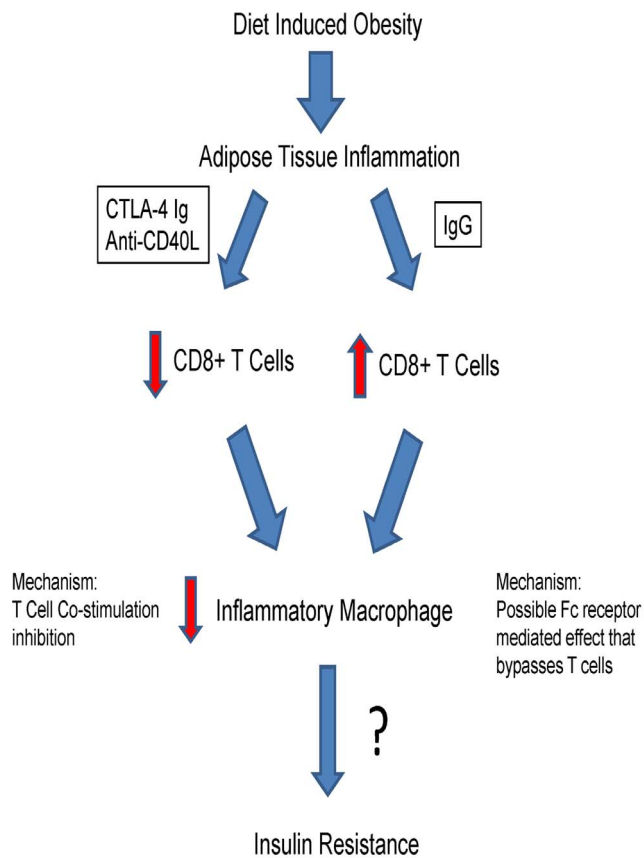 Diet Induced Obesity
Adipose Tissue Inflammation
CTLA-4 Ig
Anti-CD40L
IgG
CD8+ T Cells
CD8+ T Cells
Mechanism:
T Cell Co-stimulation
inhibition
Inflammatory Macrophage
Mechanism:
Possible Fc receptor
mediated effect that
bypasses T cells
?
Insulin Resistance